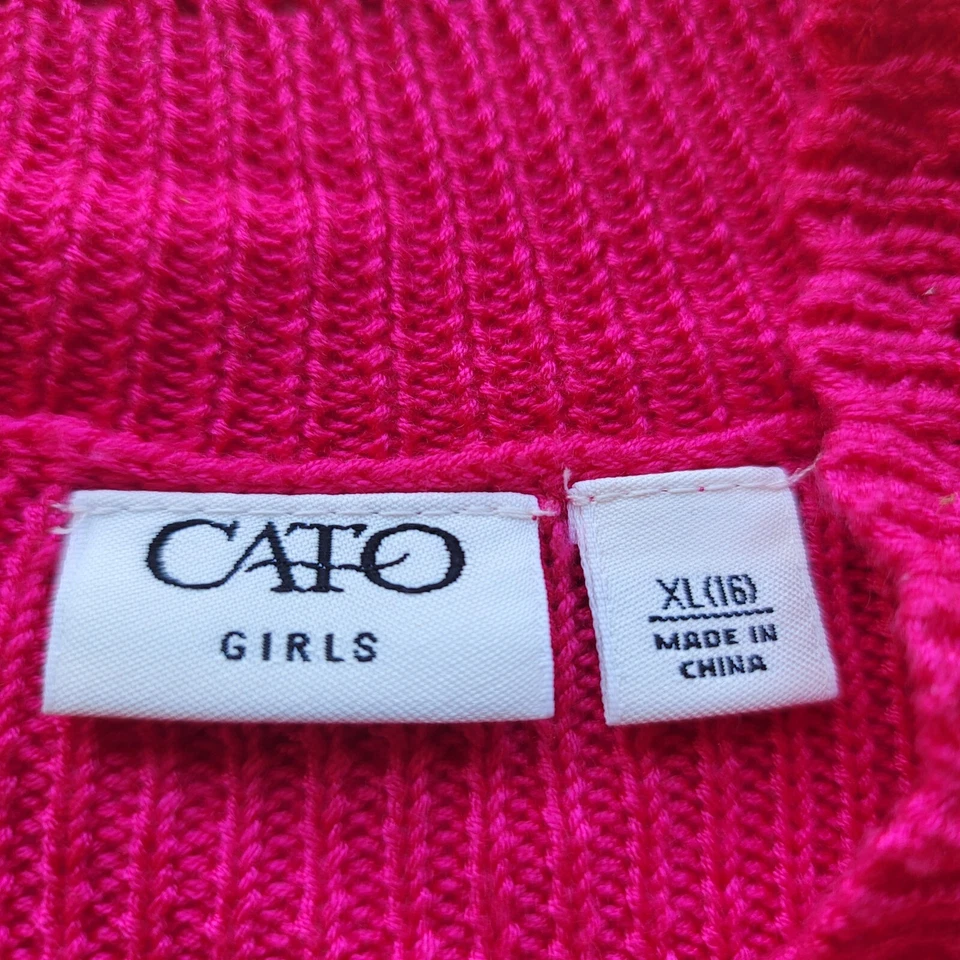 CATO
GIRLS
XL(16)
MADE IN
CHINA